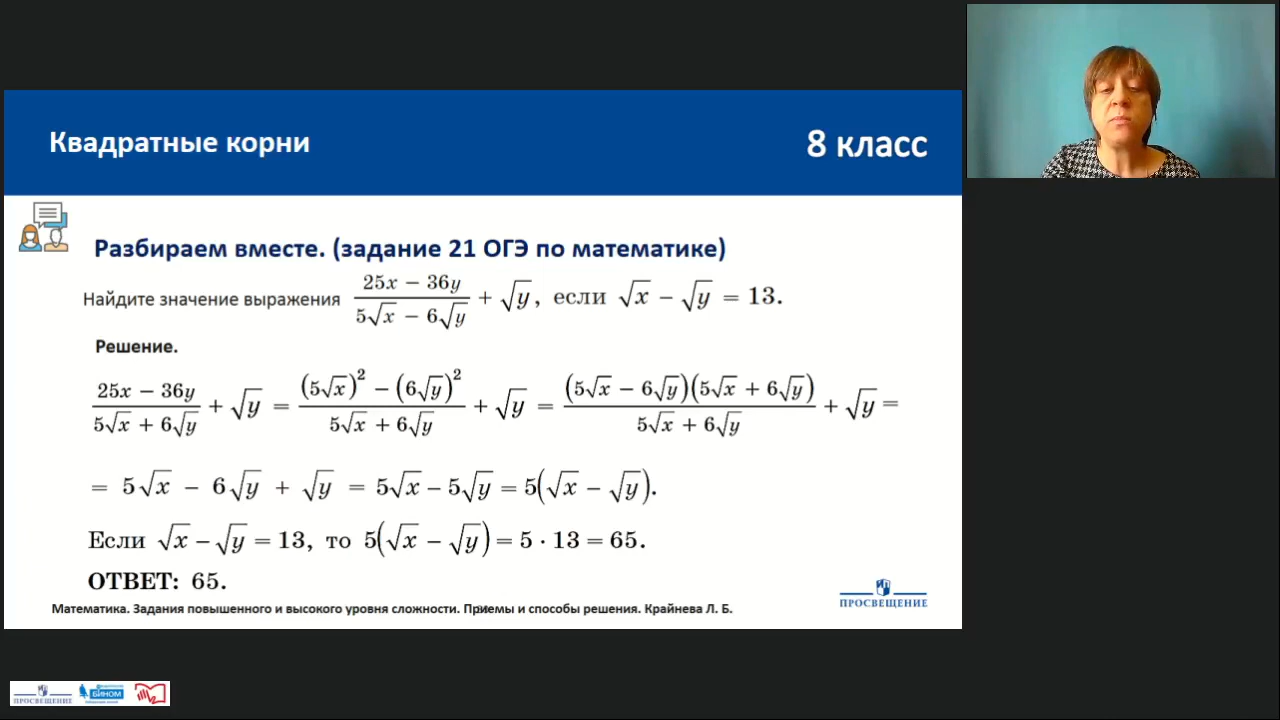 Квадратные корни
8 класс
Разбираем вместе. (задание 21 ОГЭ по математике)
Найдите значение выражения (25x − 36y)/(5√x − 6√y) + √y, если √x − √y = 13.
Решение.
(25x − 36y)/(5√x + 6√y) + √y = ((5√x)² − (6√y)²)/(5√x + 6√y) + √y = ((5√x − 6√y)(5√x + 6√y))/(5√x + 6√y) + √y =
= 5√x − 6√y + √y = 5√x − 5√y = 5(√x − √y).
Если √x − √y = 13, то 5(√x − √y) = 5 · 13 = 65.
ОТВЕТ: 65.
Математика. Задания повышенного и высокого уровня сложности. Приемы и способы решения. Крайнева Л. Б.
ПРОСВЕЩЕНИЕ
ПРОСВЕЩЕНИЕ
БИНОМ